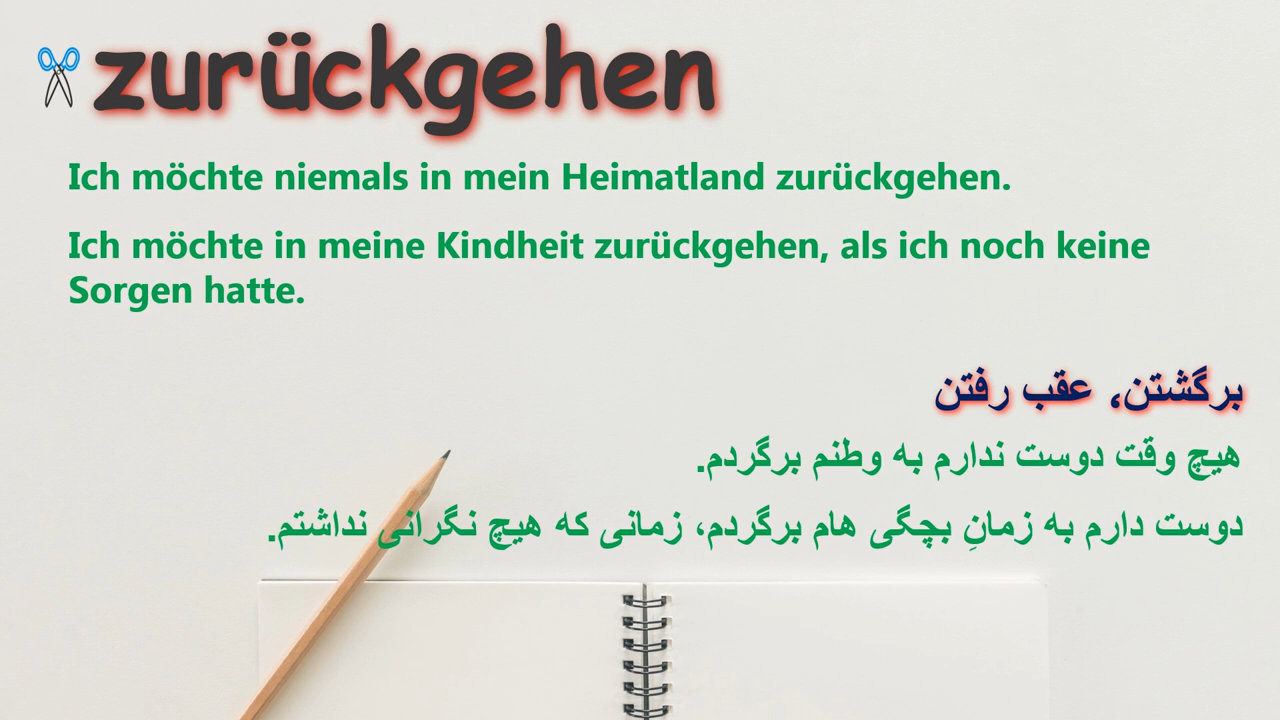 zurückgehen
Ich möchte niemals in mein Heimatland zurückgehen.
Ich möchte in meine Kindheit zurückgehen, als ich noch keine
Sorgen hatte.
برگشتن، عقب رفتن
هیچ وقت دوست ندارم به وطنم برگردم.
دوست دارم به زمانِ بچگی هام برگردم، زمانی که هیچ نگرانی نداشتم.